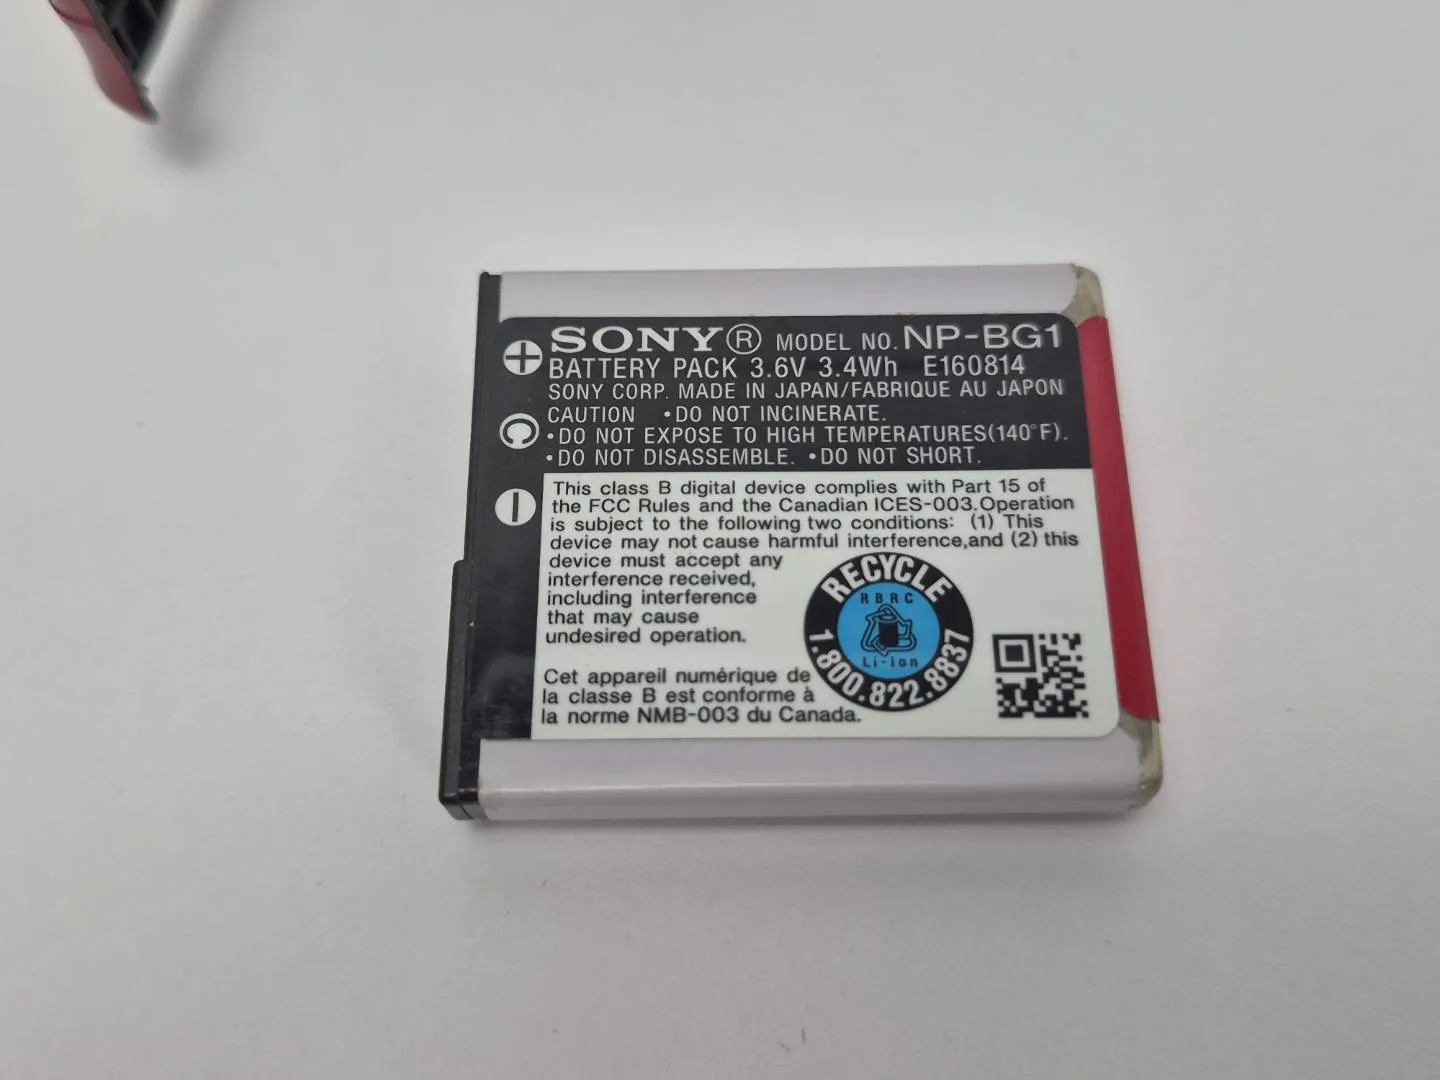 SONY® MODEL NO. NP-BG1
BATTERY PACK 3.6V 3.4Wh E160814
SONY CORP. MADE IN JAPAN/FABRIQUE AU JAPON
CAUTION •DO NOT INCINERATE.
•DO NOT EXPOSE TO HIGH TEMPERATURES(140°F).
•DO NOT DISASSEMBLE. •DO NOT SHORT.
This class B digital device complies with Part 15 of
the FCC Rules and the Canadian ICES-003.Operation
is subject to the following two conditions: (1) This
device may not cause harmful interference,and (2) this
device must accept any
interference received,
including interference
that may cause
undesired operation.
RECYCLE
RBRC
Li-Ion
1.800.822.8837
Cet appareil numérique de
la classe B est conforme à
la norme NMB-003 du Canada.